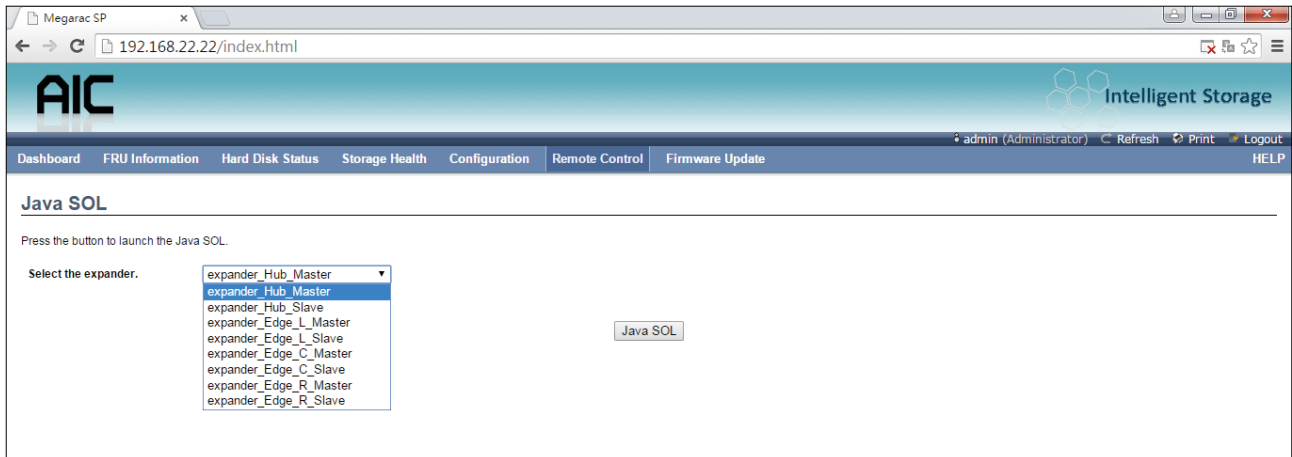 Megarac SP
192.168.22.22/index.html
AIC
Intelligent Storage
admin (Administrator) Refresh Print Logout
Dashboard FRU Information Hard Disk Status Storage Health Configuration Remote Control Firmware Update HELP
Java SOL
Press the button to launch the Java SOL.
Select the expander. expander_Hub_Master
expander_Hub_Master
expander_Hub_Slave
expander_Edge_L_Master
Java SOL
expander_Edge_L_Slave
expander_Edge_C_Master
expander_Edge_C_Slave
expander_Edge_R_Master
expander_Edge_R_Slave